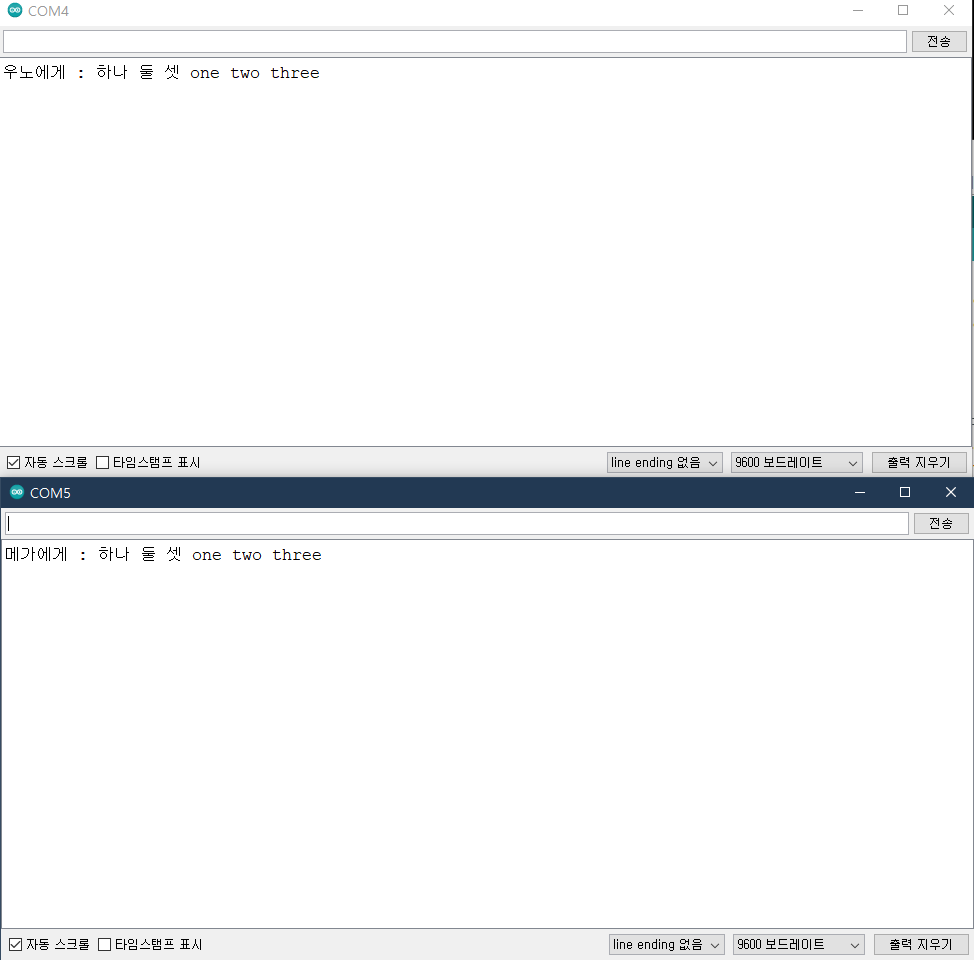 COM4
전송
우노에게 : 하나 둘 셋 one two three
자동 스크롤 타임스탬프 표시 line ending 없음 9600 보드레이트 출력 지우기
COM5
전송
메가에게 : 하나 둘 셋 one two three
자동 스크롤 타임스탬프 표시 line ending 없음 9600 보드레이트 출력 지우기